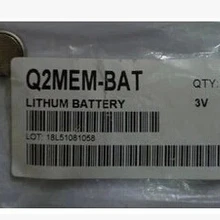 Q2MEM-BAT QTY.
LITHUM BATTERY 3V
LOT: 18L51081058